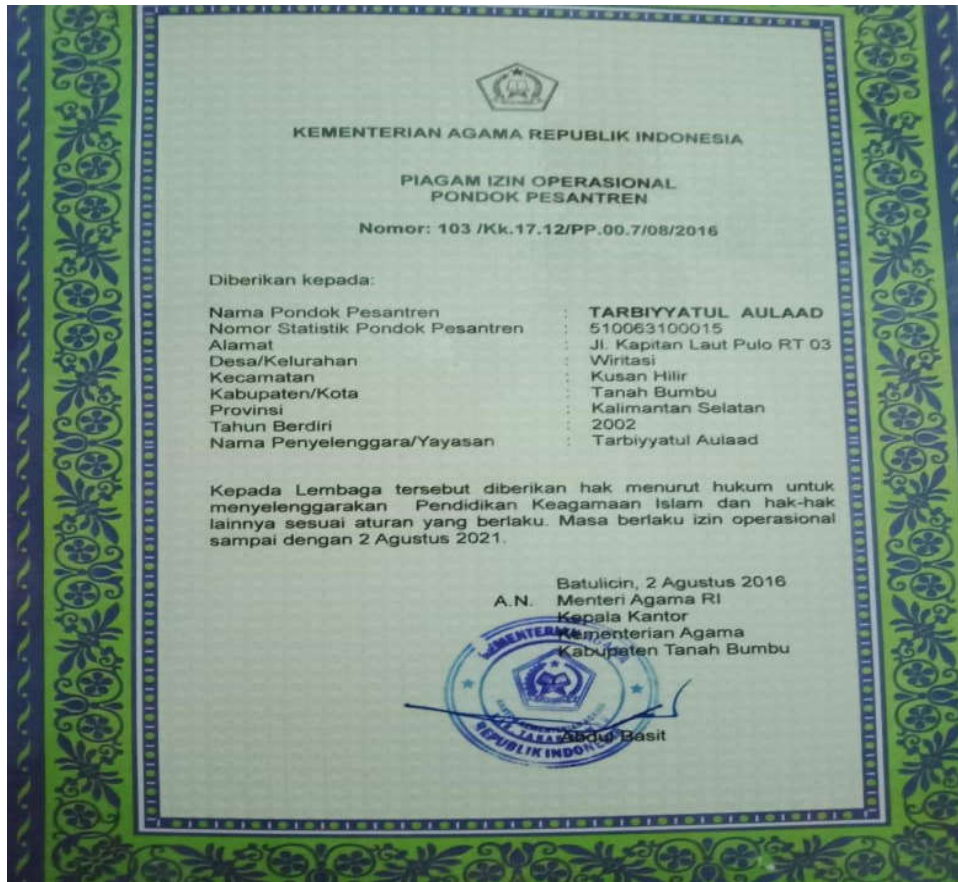 KEMENTERIAN AGAMA REPUBLIK INDONESIA
PIAGAM IZIN OPERASIONAL
PONDOK PESANTREN
Nomor: 103 /Kk.17.12/PP.00.7/08/2016
Diberikan kepada:
Nama Pondok Pesantren : TARBIYYATUL AULAAD
Nomor Statistik Pondok Pesantren : 510063100015
Alamat : Jl. Kapitan Laut Pulo RT 03
Desa/Kelurahan : Wiritasi
Kecamatan : Kusan Hilir
Kabupaten/Kota : Tanah Bumbu
Provinsi : Kalimantan Selatan
Tahun Berdiri : 2002
Nama Penyelenggara/Yayasan : Tarbiyyatul Aulaad
Kepada Lembaga tersebut diberikan hak menurut hukum untuk
menyelenggarakan Pendidikan Keagamaan Islam dan hak-hak
lainnya sesuai aturan yang berlaku. Masa berlaku izin operasional
sampai dengan 2 Agustus 2021.
Batulicin, 2 Agustus 2016
A.N. Menteri Agama RI
Kepala Kantor
Kementerian Agama
Kabupaten Tanah Bumbu
KEMENTERIAN AGAMA
REPUBLIK INDONESIA
Abdul Basit